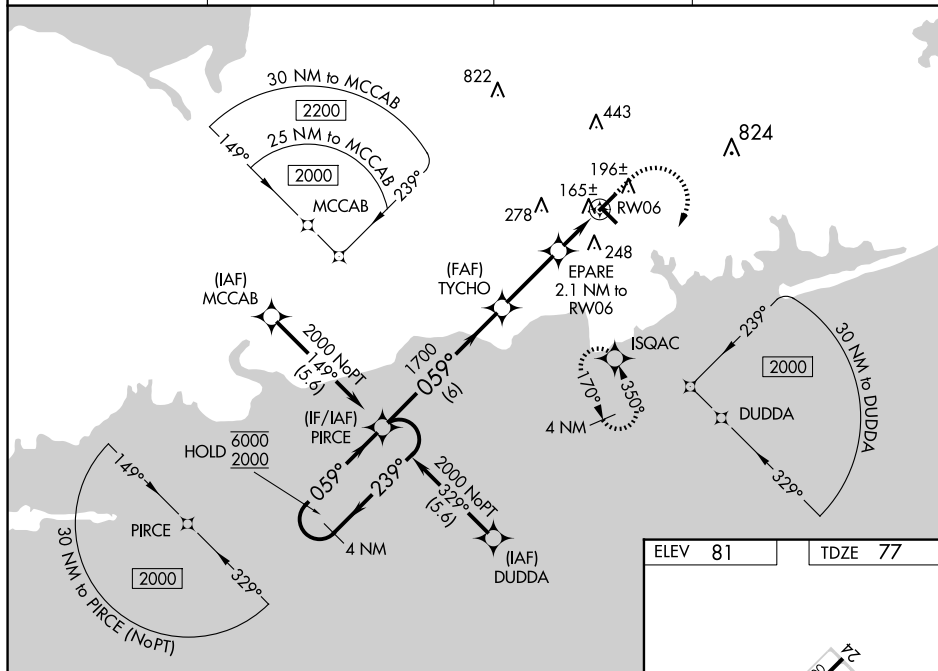 30 NM to MCCAB
2200
25 NM to MCCAB
2000
149°
239°
MCCAB
822
443
824
196±
165±
RW06
278
248
(FAF)
TYCHO
EPARE
2.1 NM to
RW06
(IAF)
MCCAB
2000 NoPT
149°
(5.6)
1700
059°
(6)
ISQAC
170°
350°
4 NM
239°
2000
30 NM to DUDDA
DUDDA
329°
(IF/IAF)
PIRCE
HOLD
6000
2000
059°
239°
4 NM
2000 NoPT
329°
(5.6)
(IAF)
DUDDA
149°
PIRCE
2000
329°
30 NM to PIRCE (NoPT)
ELEV 81
TDZE 77
24